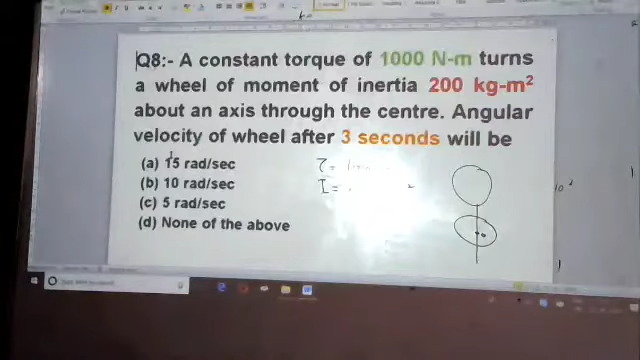 Q8:- A constant torque of 1000 N-m turns
a wheel of moment of inertia 200 kg-m²
about an axis through the centre. Angular
velocity of wheel after 3 seconds will be
(a) 15 rad/sec
(b) 10 rad/sec
(c) 5 rad/sec
(d) None of the above
τ =
I =